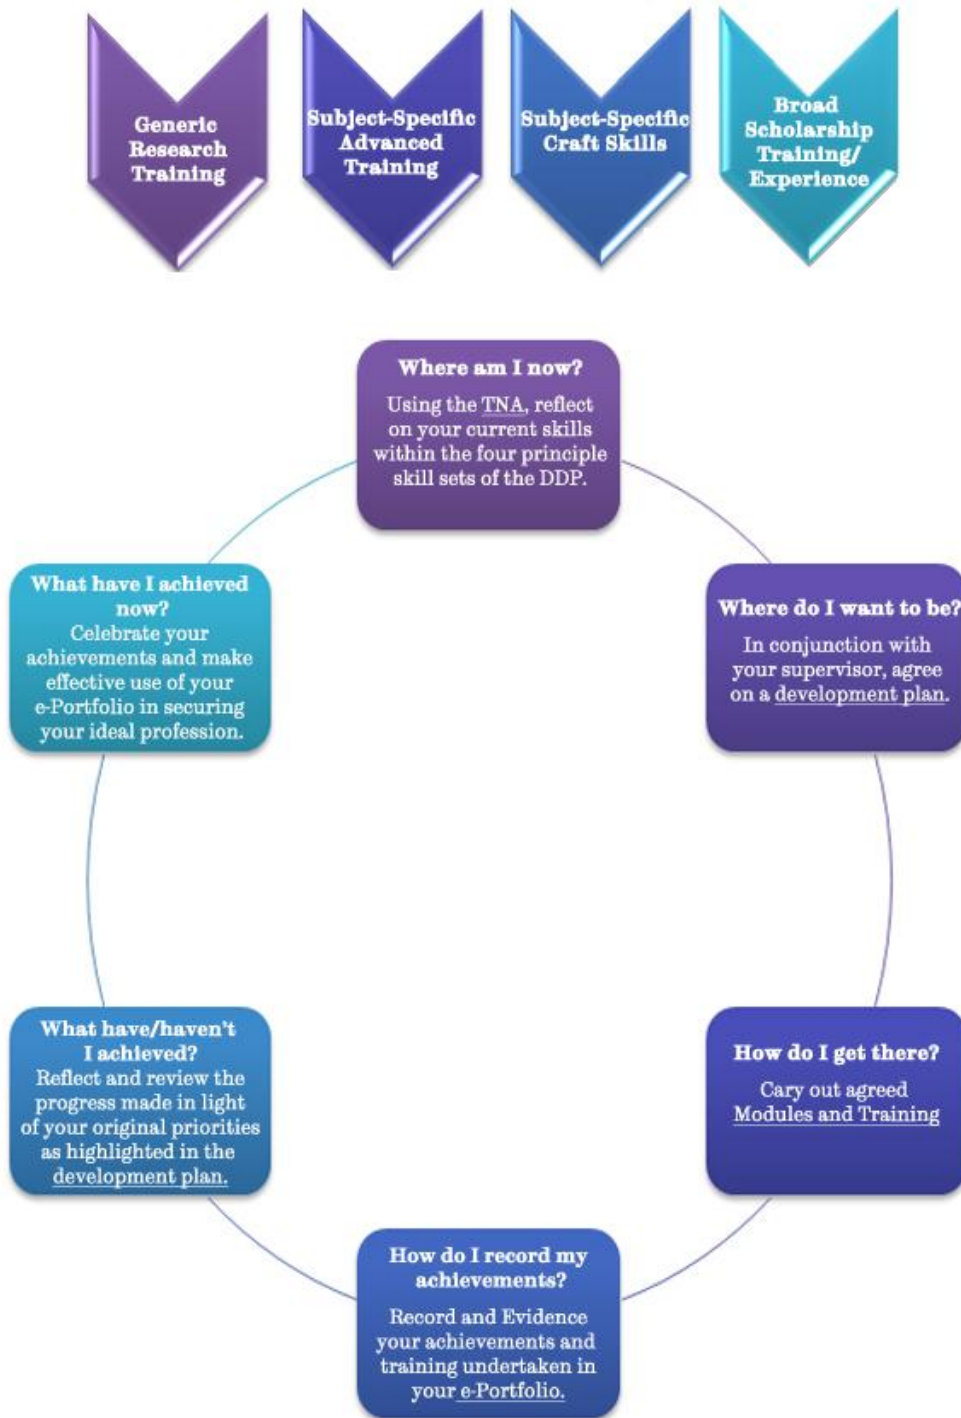 Generic
Research
Training
Subject-Specific
Advanced
Training
Subject-Specific
Craft Skills
Broad
Scholarship
Training/
Experience
Where am I now?
Using the TNA, reflect
on your current skills
within the four principle
skill sets of the DDP.
Where do I want to be?
In conjunction with
your supervisor, agree
on a development plan.
How do I get there?
Cary out agreed
Modules and Training
How do I record my
achievements?
Record and Evidence
your achievements and
training undertaken in
your e-Portfolio.
What have/haven't
I achieved?
Reflect and review the
progress made in light
of your original priorities
as highlighted in the
development plan.
What have I achieved
now?
Celebrate your
achievements and make
effective use of your
e-Portfolio in securing
your ideal profession.